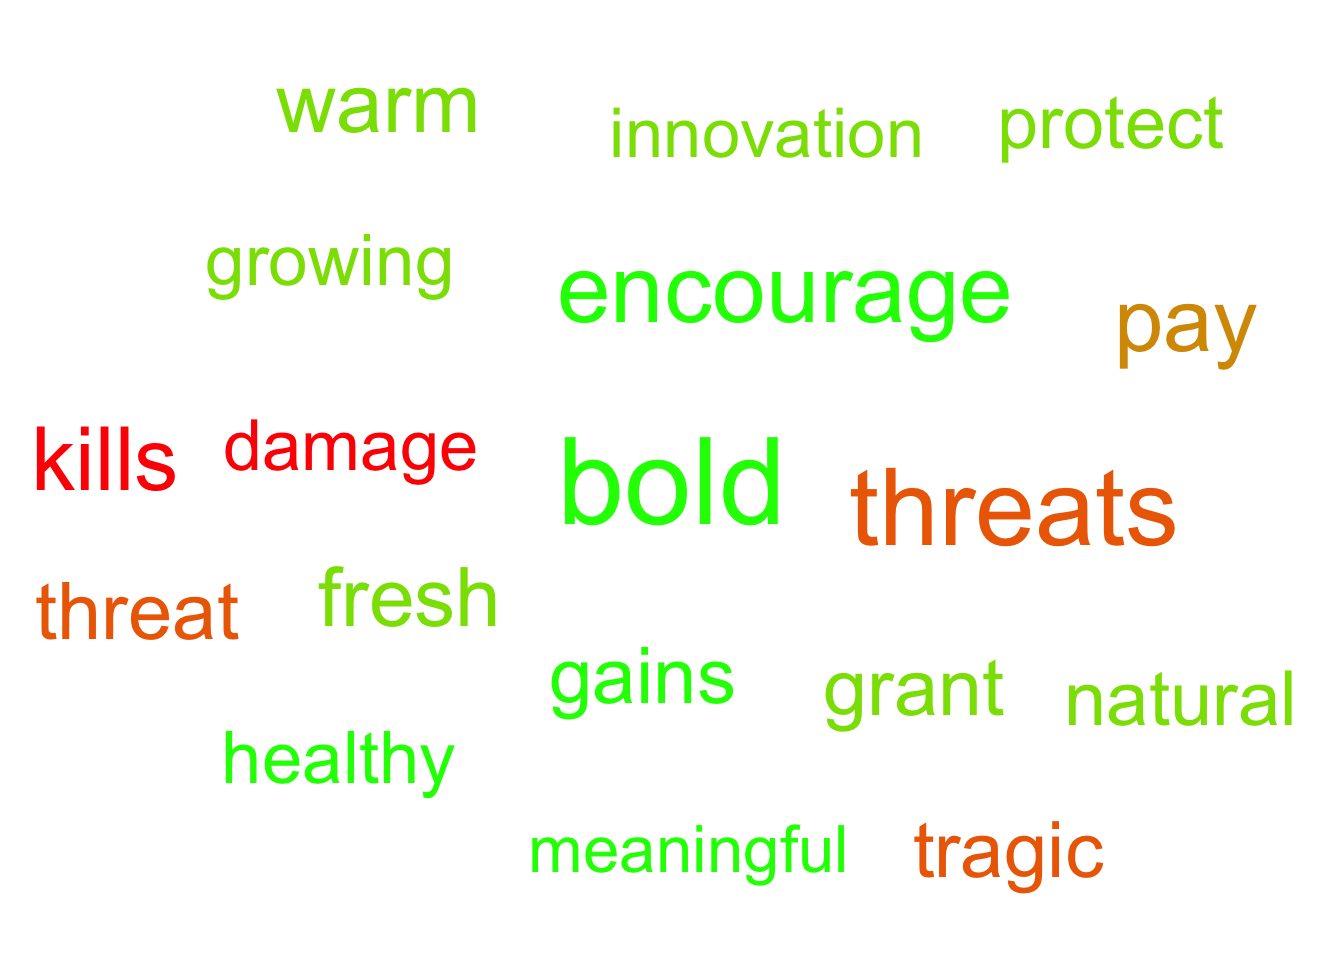 warm innovation protect
growing encourage pay
kills damage bold threats
threat fresh
gains grant natural
healthy
meaningful tragic